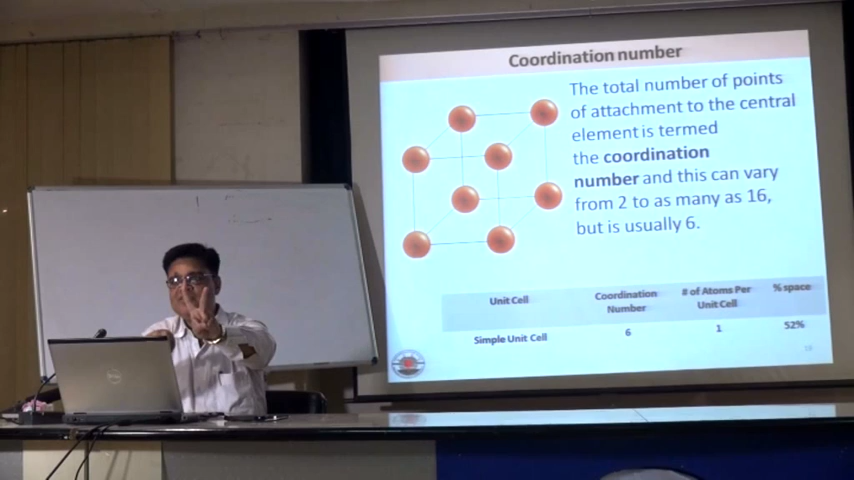 Coordination number
The total number of points
of attachment to the central
element is termed
the coordination
number and this can vary
from 2 to as many as 16,
but is usually 6.
Unit Cell Coordination Number # of Atoms Per Unit Cell % space
Simple Unit Cell 6 1 52%
DELL